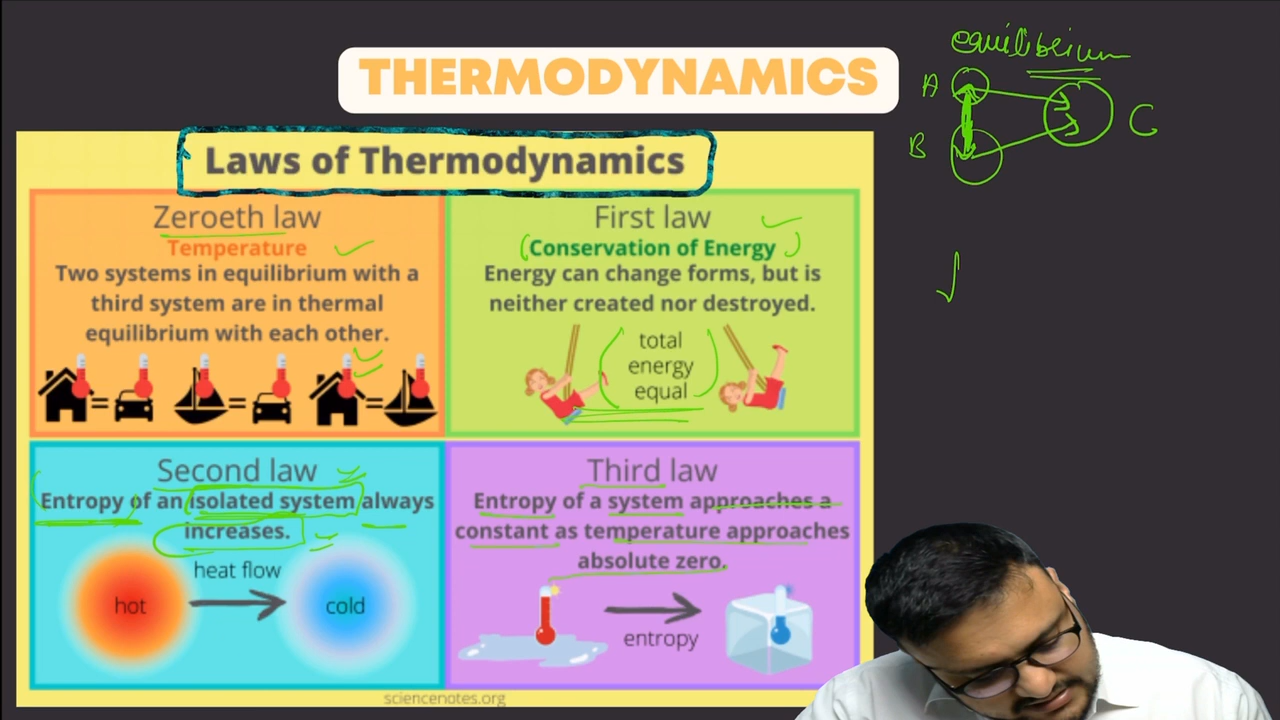 THERMODYNAMICS
equilibrium
A
B
C
Laws of Thermodynamics
Zeroeth law
Temperature
Two systems in equilibrium with a
third system are in thermal
equilibrium with each other.
=
=
=
First law
(Conservation of Energy)
Energy can change forms, but is
neither created nor destroyed.
total
energy
equal
Second law
Entropy of an isolated system always
increases.
heat flow
hot
cold
Third law
Entropy of a system approaches a
constant as temperature approaches
absolute zero.
entropy
sciencenotes.org